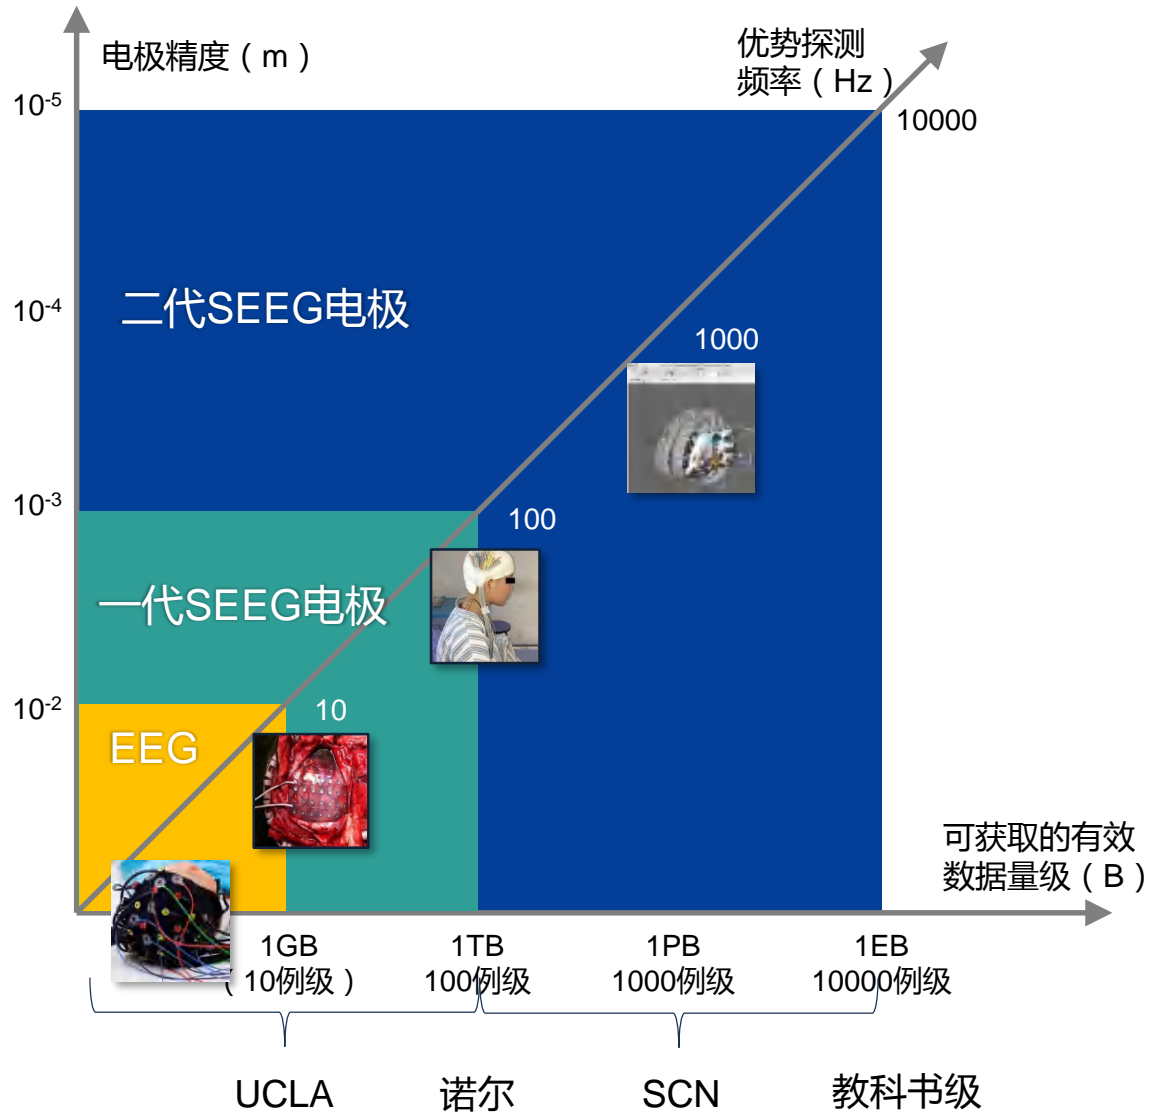 电极精度（m）
优势探测
频率（Hz）
10-5
10000
二代SEEG电极
10-4
1000
10-3
100
一代SEEG电极
10-2
10
EEG
可获取的有效
数据量级（B）
1GB
（10例级）
1TB
100例级
1PB
1000例级
1EB
10000例级
UCLA
诺尔
SCN
教科书级